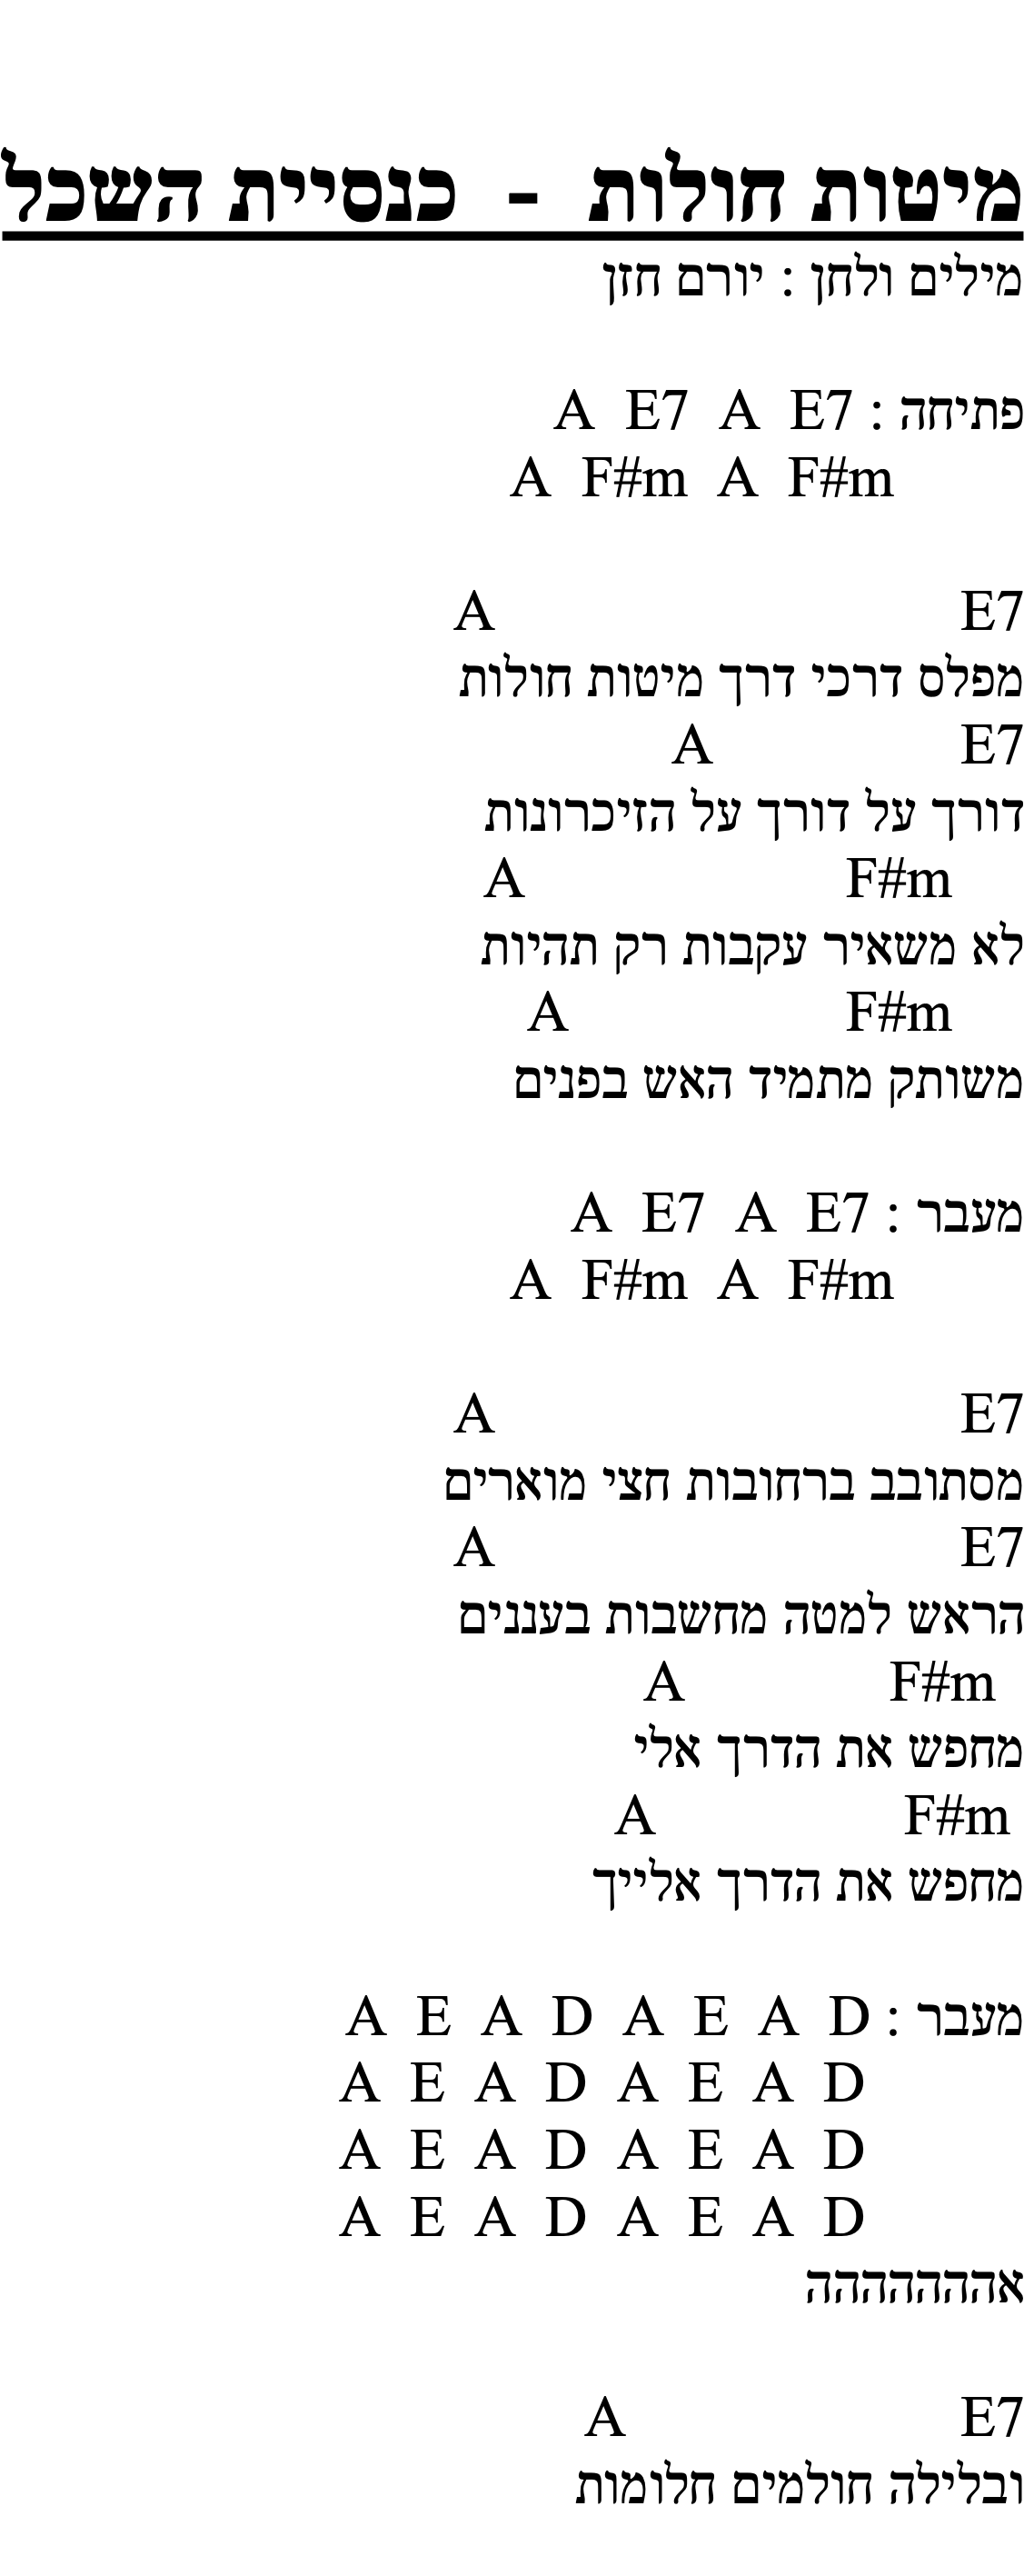 מיטות חולות - כנסיית השכל
מילים ולחן : יורם חזן
פתיחה : A E7 A E7
A F#m A F#m
A E7
מפלס דרכי דרך מיטות חולות
A E7
דורך על דורך על הזיכרונות
A F#m
לא משאיר עקבות רק תהיות
A F#m
משותק מתמיד האש בפנים
מעבר : A E7 A E7
A F#m A F#m
A E7
מסתובב ברחובות חצי מוארים
A E7
הראש למטה מחשבות בעננים
A F#m
מחפש את הדרך אלי
A F#m
מחפש את הדרך אלייך
מעבר : A E A D A E A D
A E A D A E A D
A E A D A E A D
A E A D A E A D
אההההההה
A E7
ובלילה חולמים חלומות